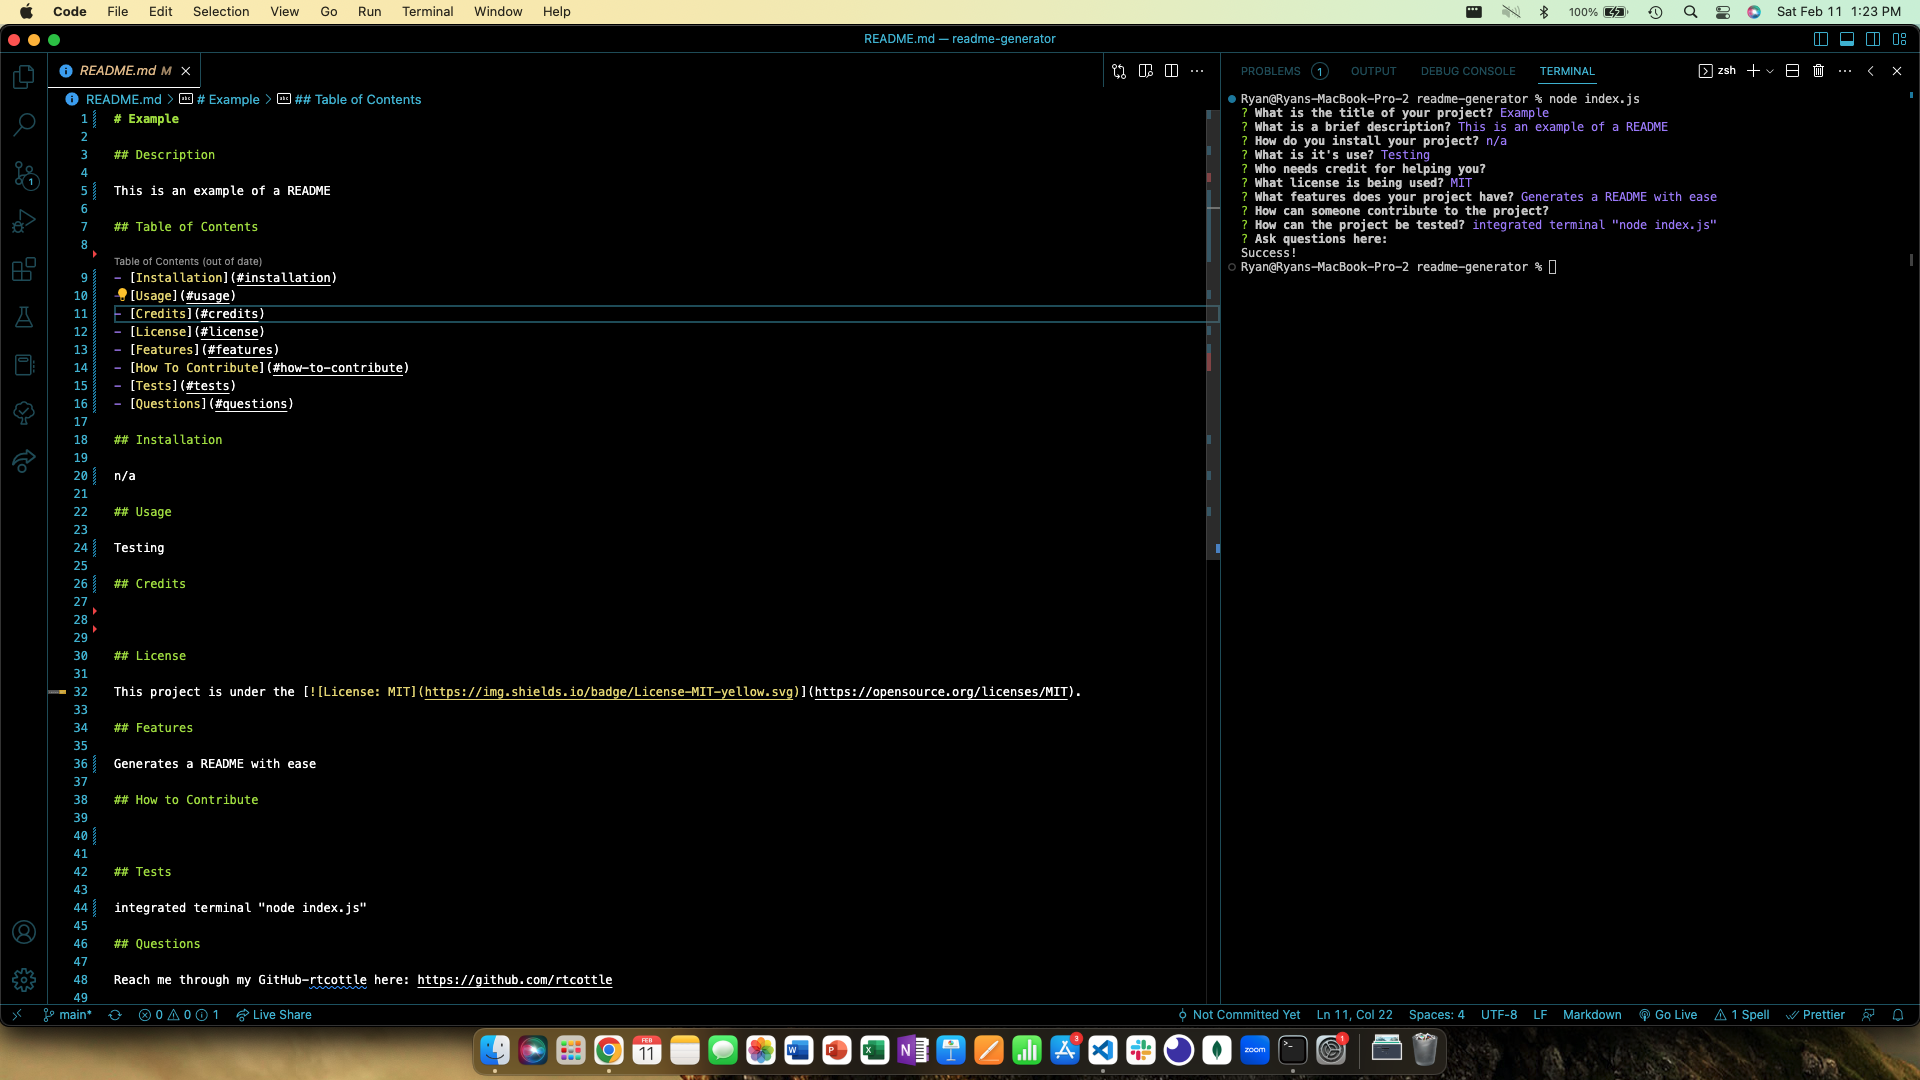 Code File Edit Selection View Go Run Terminal Window Help 100% Sat Feb 11 1:23 PM
README.md — readme-generator
README.md M
README.md > # Example > ## Table of Contents
1 # Example
2
3 ## Description
4
5 This is an example of a README
6
7 ## Table of Contents
8
Table of Contents (out of date)
9 - [Installation](#installation)
10 - [Usage](#usage)
11 - [Credits](#credits)
12 - [License](#license)
13 - [Features](#features)
14 - [How To Contribute](#how-to-contribute)
15 - [Tests](#tests)
16 - [Questions](#questions)
17
18 ## Installation
19
20 n/a
21
22 ## Usage
23
24 Testing
25
26 ## Credits
27
28
29
30 ## License
31
32 This project is under the [![License: MIT](https://img.shields.io/badge/License-MIT-yellow.svg)](https://opensource.org/licenses/MIT).
33
34 ## Features
35
36 Generates a README with ease
37
38 ## How to Contribute
39
40
41
42 ## Tests
43
44 integrated terminal "node index.js"
45
46 ## Questions
47
48 Reach me through my GitHub-rtcottle here: https://github.com/rtcottle
49
PROBLEMS 1 OUTPUT DEBUG CONSOLE TERMINAL zsh
Ryan@Ryans-MacBook-Pro-2 readme-generator % node index.js
? What is the title of your project? Example
? What is a brief description? This is an example of a README
? How do you install your project? n/a
? What is it's use? Testing
? Who needs credit for helping you?
? What license is being used? MIT
? What features does your project have? Generates a README with ease
? How can someone contribute to the project?
? How can the project be tested? integrated terminal "node index.js"
? Ask questions here:
Success!
Ryan@Ryans-MacBook-Pro-2 readme-generator %
1
main* 0 0 1 Live Share Not Committed Yet Ln 11, Col 22 Spaces: 4 UTF-8 LF Markdown Go Live 1 Spell Prettier
FEB
11
W P X N 3 zoom 1